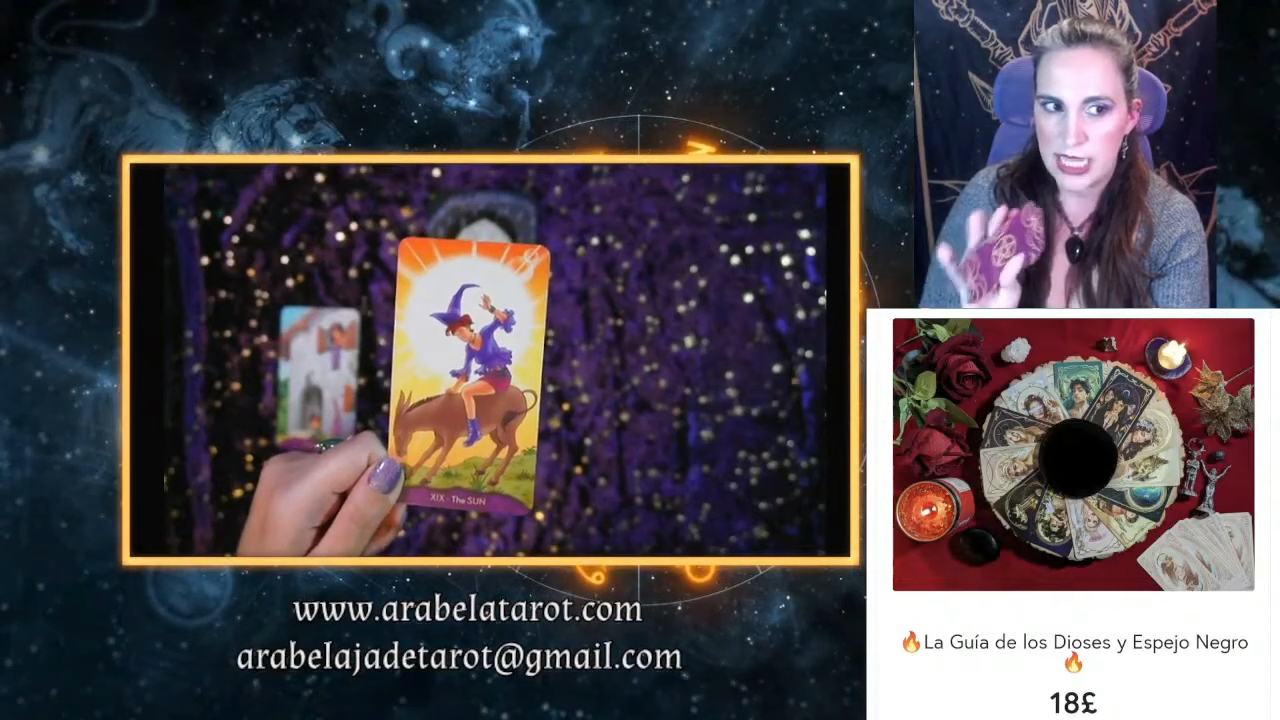 XIX - The SUN
www.arabelatarot.com
arabelajadetarot@gmail.com
🔥La Guía de los Dioses y Espejo Negro
🔥
18£